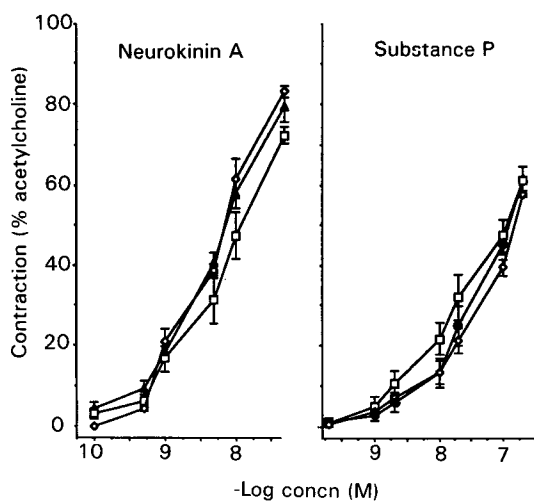 100
Neurokinin A
Substance P
80
60
40
20
0
Contraction (% acetylcholine)
10 9 8
9 8 7
-Log concn (M)